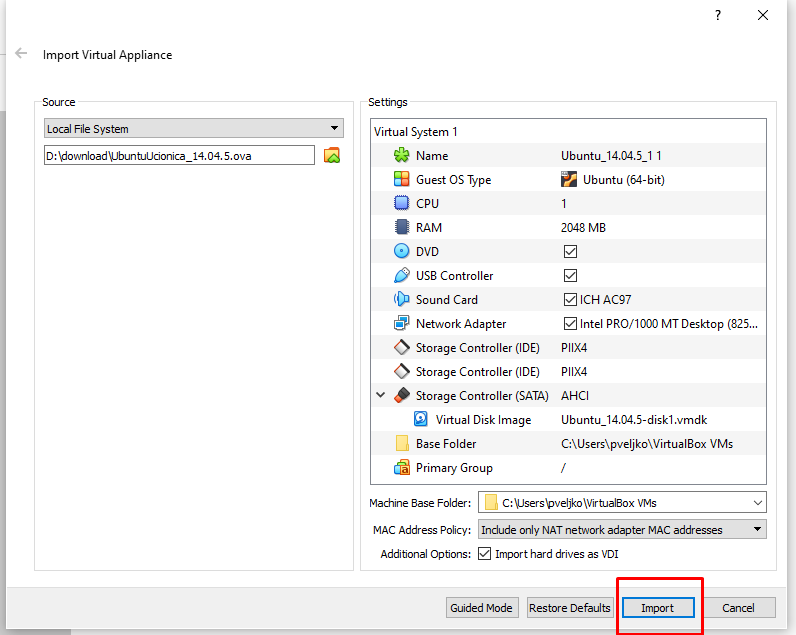 ?
Import Virtual Appliance
Source
Local File System
D:\download\UbuntuUcionica_14.04.5.ova
Settings
Virtual System 1
Name Ubuntu_14.04.5_1 1
Guest OS Type Ubuntu (64-bit)
CPU 1
RAM 2048 MB
DVD
USB Controller
Sound Card ICH AC97
Network Adapter Intel PRO/1000 MT Desktop (825...
Storage Controller (IDE) PIIX4
Storage Controller (IDE) PIIX4
Storage Controller (SATA) AHCI
Virtual Disk Image Ubuntu_14.04.5-disk1.vmdk
Base Folder C:\Users\pveljko\VirtualBox VMs
Primary Group /
Machine Base Folder: C:\Users\pveljko\VirtualBox VMs
MAC Address Policy: Include only NAT network adapter MAC addresses
Additional Options: Import hard drives as VDI
Guided Mode Restore Defaults Import Cancel